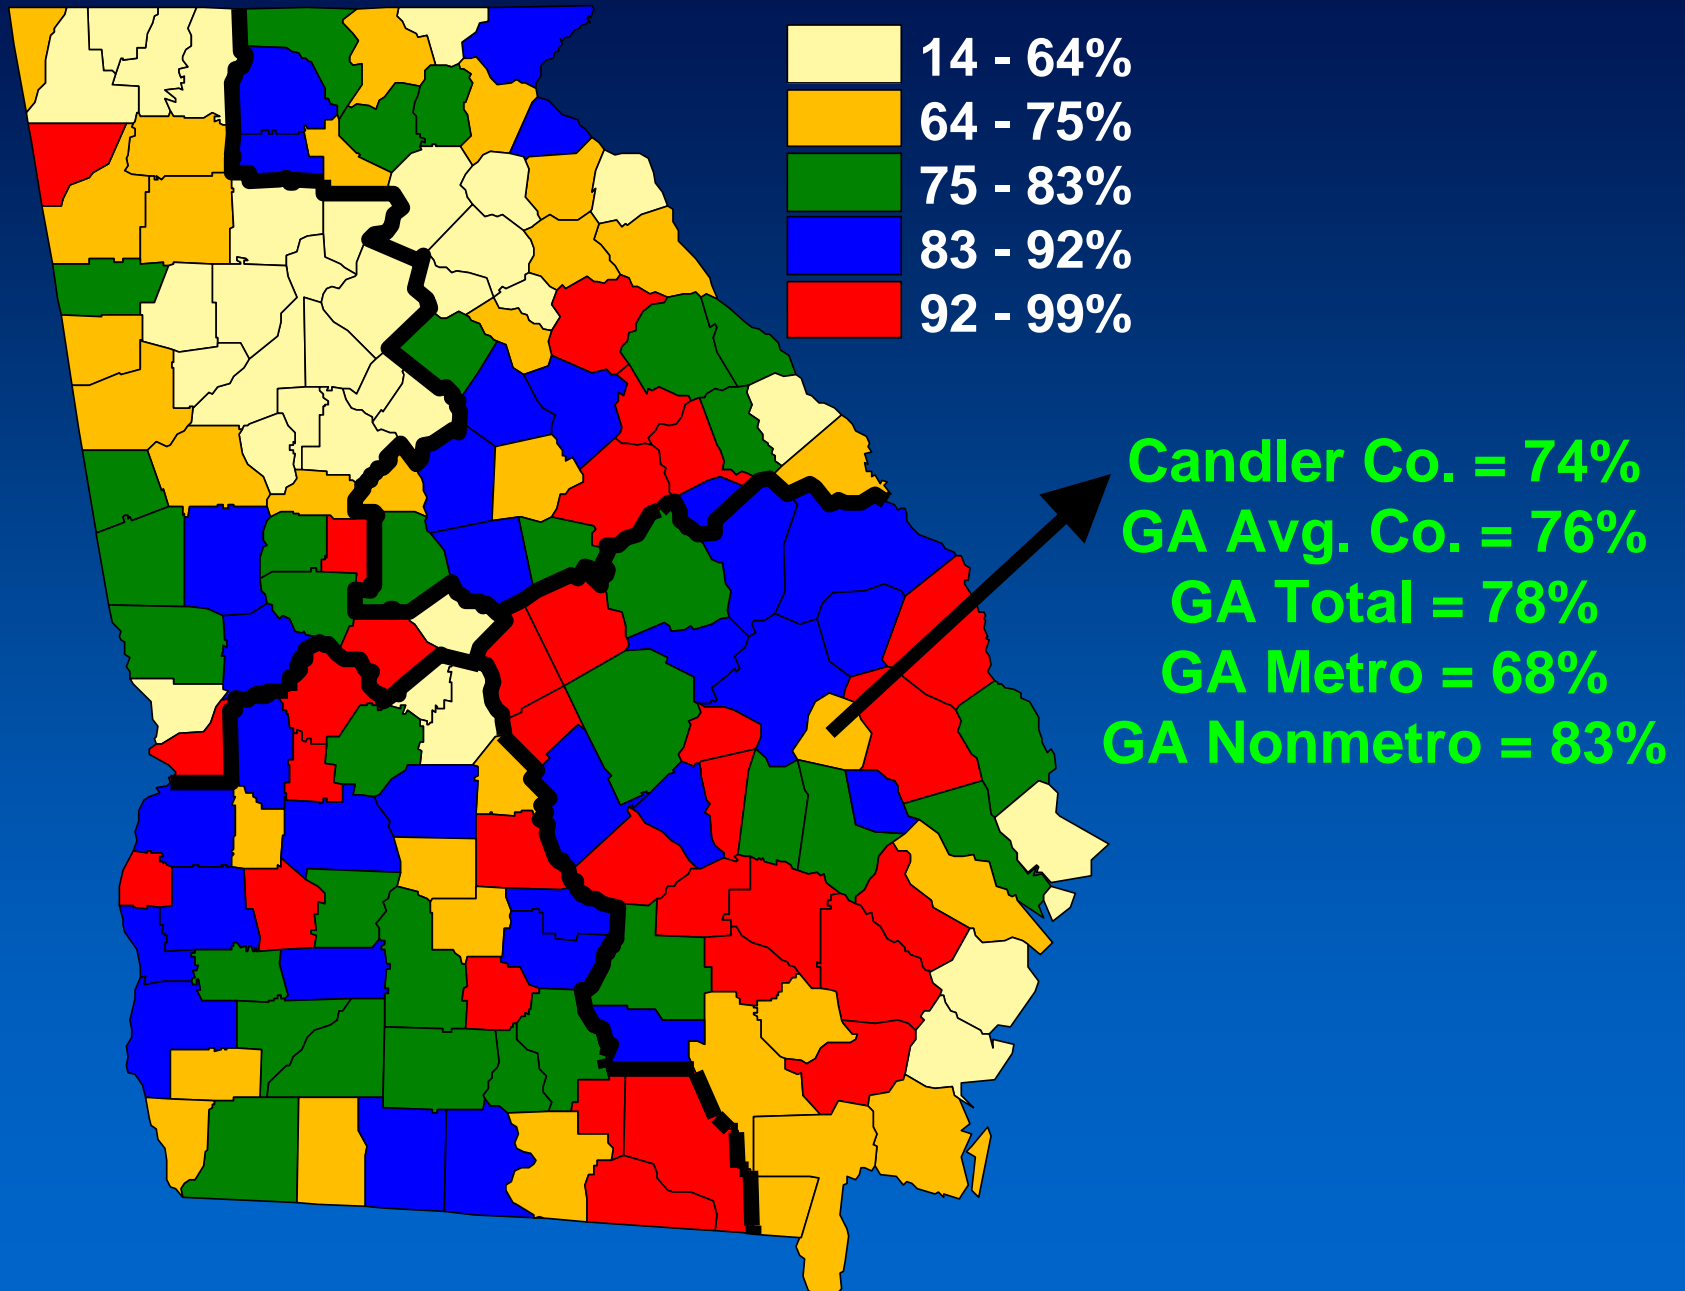 14 - 64%
64 - 75%
75 - 83%
83 - 92%
92 - 99%
Candler Co. = 74%
GA Avg. Co. = 76%
GA Total = 78%
GA Metro = 68%
GA Nonmetro = 83%